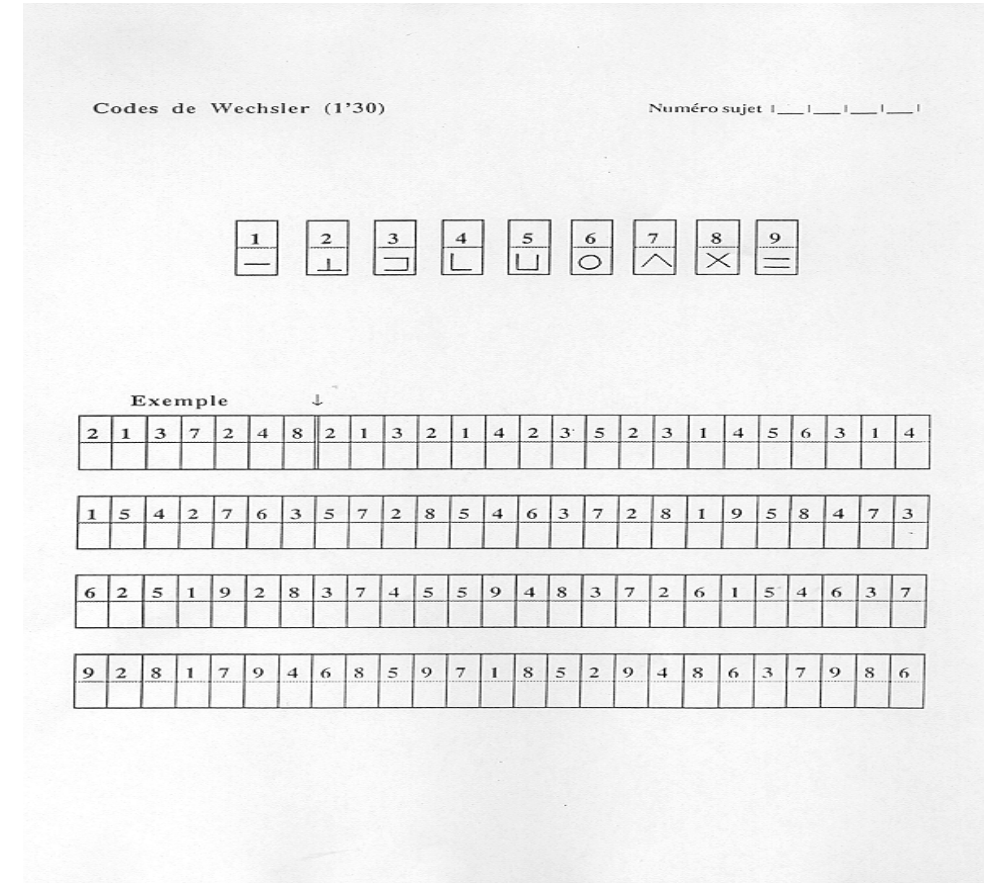 Codes de Wechsler (1'30) Numéro sujet |__|__|__|__|
1 2 3 4 5 6 7 8 9
— ⊥ ⊐ L ⊔ ○ ^ × =
Exemple ↓
2 1 3 7 2 4 8 2 1 3 2 1 4 2 3 5 2 3 1 4 5 6 3 1 4
1 5 4 2 7 6 3 5 7 2 8 5 4 6 3 7 2 8 1 9 5 8 4 7 3
6 2 5 1 9 2 8 3 7 4 5 5 9 4 8 3 7 2 6 1 5 4 6 3 7
9 2 8 1 7 9 4 6 8 5 9 7 1 8 5 2 9 4 8 6 3 7 9 8 6